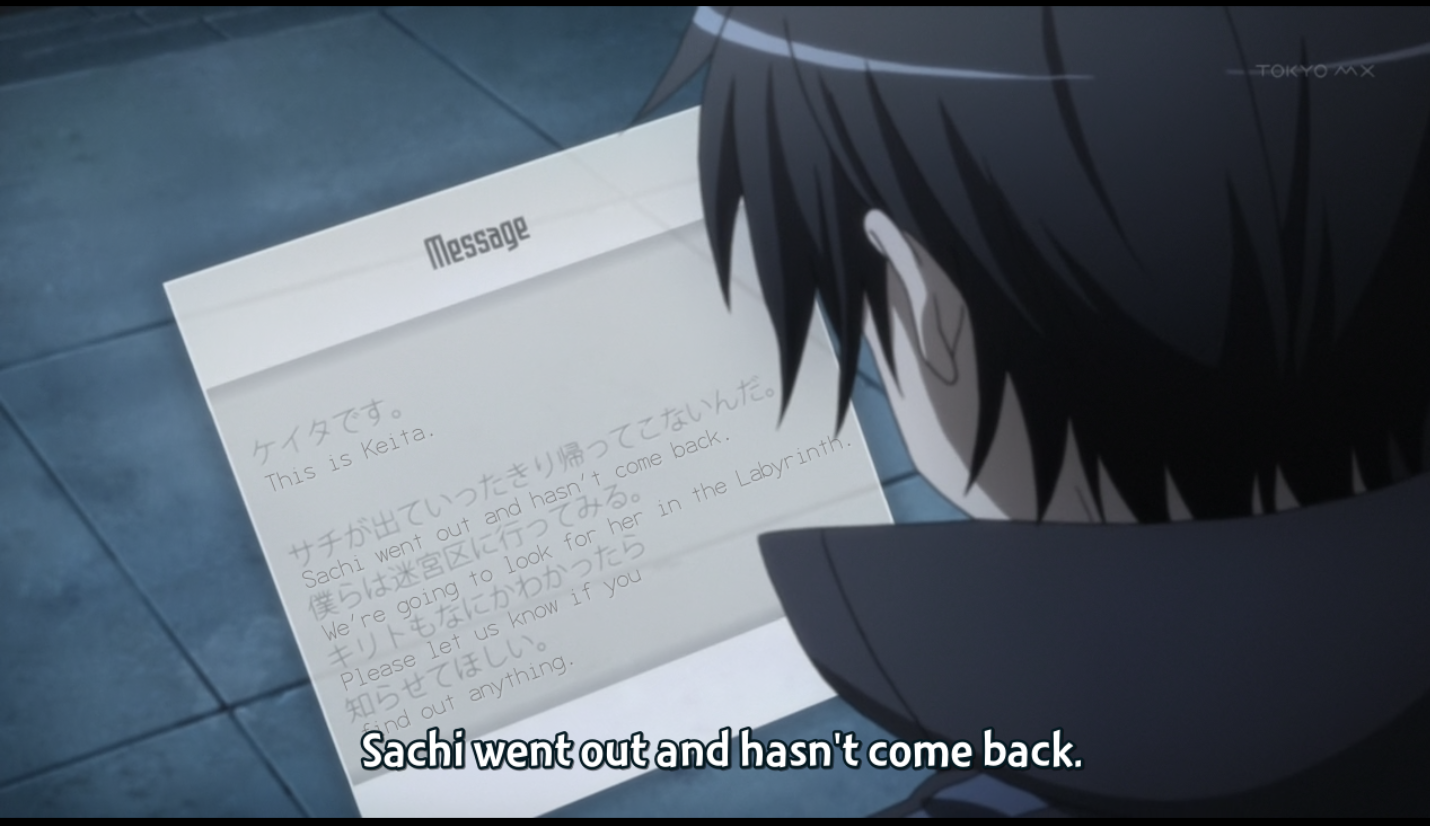 TOKYO MX
Message
ケイタです。
This is Keita.
サチが出ていったきり帰ってこないんだ。
Sachi went out and hasn't come back.
僕らは迷宮区に行ってみる。
We're going to look for her in the Labyrinth.
キリトもなにかわかったら
Please let us know if you
知らせてほしい。
find out anything.
Sachi went out and hasn't come back.